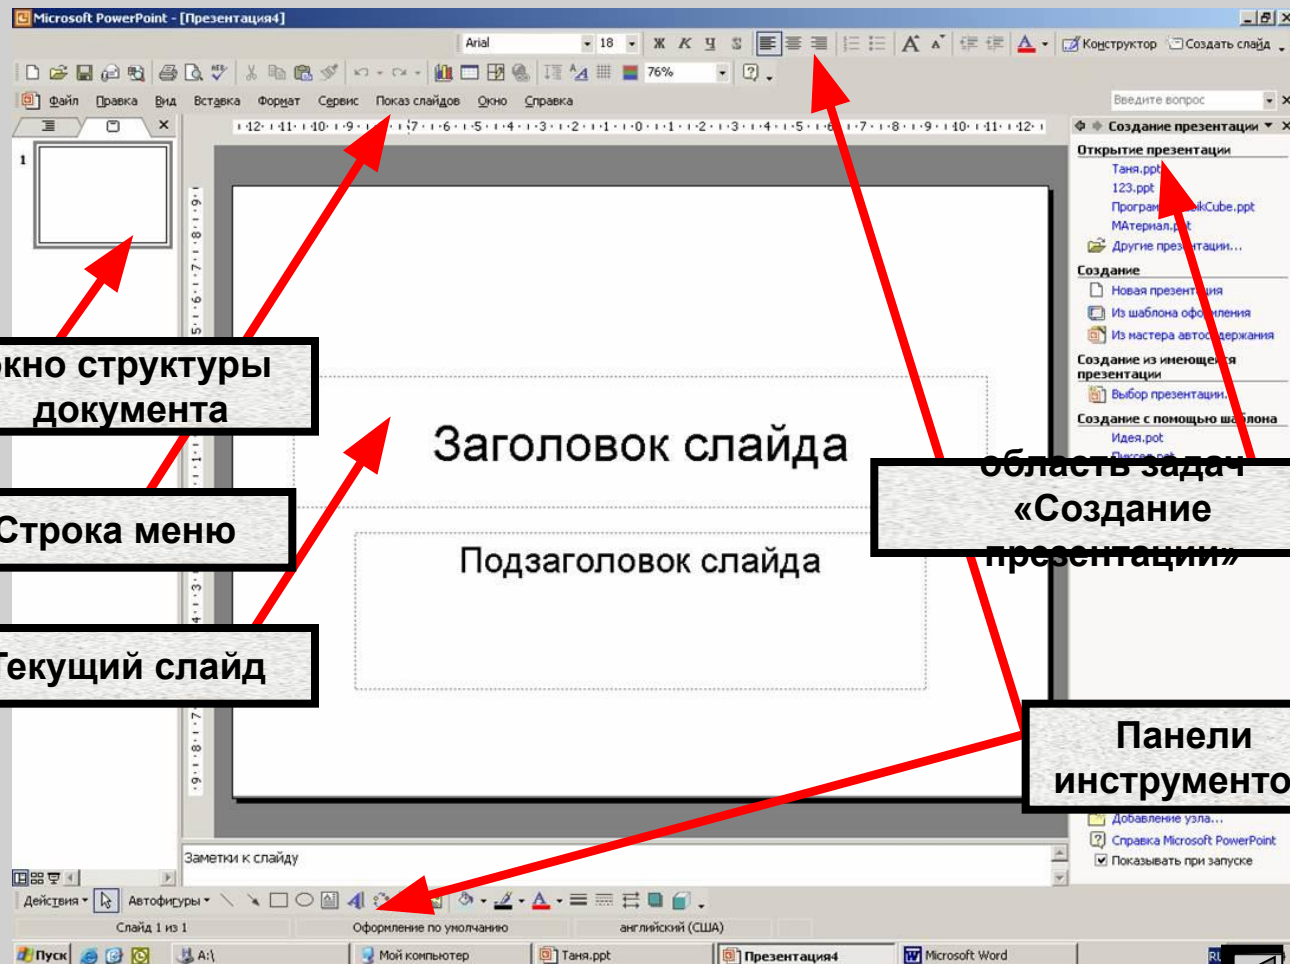 Microsoft PowerPoint - [Презентация4]
Arial 18 Ж К Ч S Конструктор Создать слайд
76%
Файл Правка Вид Вставка Формат Сервис Показ слайдов Окно Справка Введите вопрос
Создание презентации
1
Открытие презентации
Таня.ppt
123.ppt
МАтериал.ppt
Другие презентации...
Создание
Новая презентация
Из шаблона оформления
Из мастера автосодержания
Создание из имеющейся
презентации
Выбор презентации...
Создание с помощью шаблона
Идея.pot
окно структуры
документа
Строка меню
Текущий слайд
Заголовок слайда
Подзаголовок слайда
область задач
«Создание
презентации»
Панели
инструменто
Добавление узла...
Справка Microsoft PowerPoint
Показывать при запуске
Заметки к слайду
Действия Автофигуры
Слайд 1 из 1 Оформление по умолчанию английский (США)
Пуск A:\ Мой компьютер Таня.ppt Презентация4 Microsoft Word